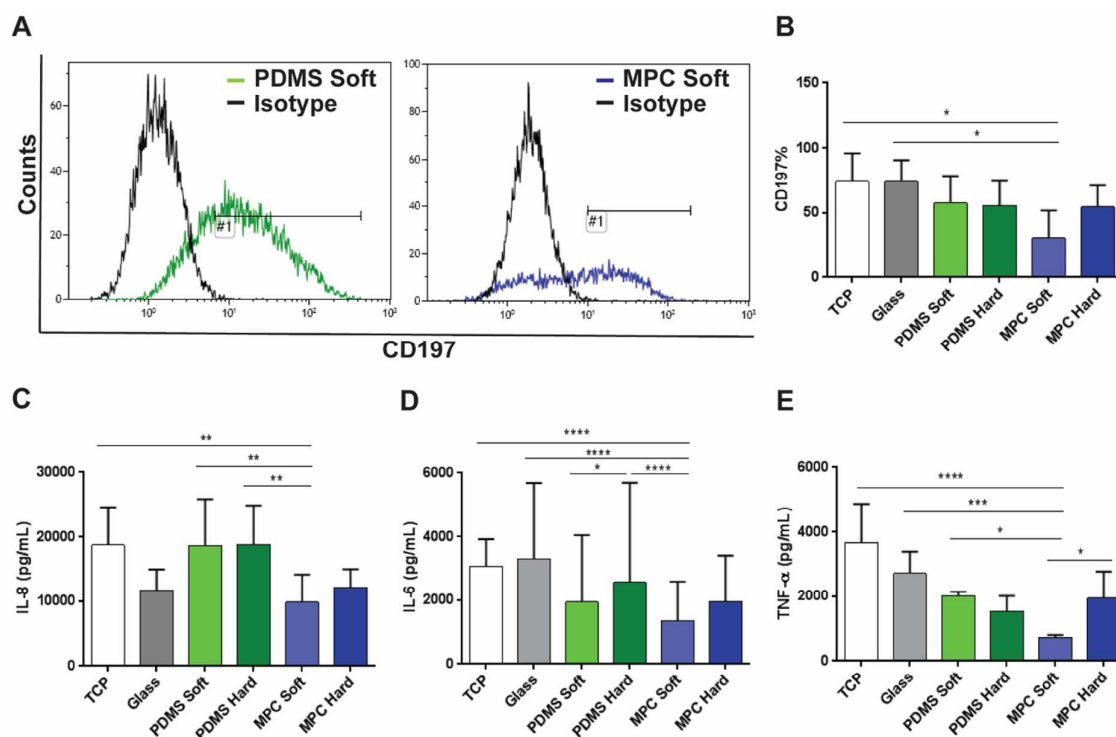 A
B
PDMS Soft
Isotype
MPC Soft
Isotype
Counts
60
40
20
0
#1
10⁰ 10¹ 10² 10³
100
80
60
40
20
0
#1
10⁰ 10¹ 10² 10³
CD197
CD197%
150
100
50
0
*
*
TCP
Glass
PDMS Soft
PDMS Hard
MPC Soft
MPC Hard
C
D
E
IL-8 (pg/mL)
30000
20000
10000
0
**
**
**
TCP
Glass
PDMS Soft
PDMS Hard
MPC Soft
MPC Hard
IL-6 (pg/mL)
6000
4000
2000
0
****
****
* ****
TCP
Glass
PDMS Soft
PDMS Hard
MPC Soft
MPC Hard
TNF-α (pg/mL)
6000
4000
2000
0
****
***
*
*
TCP
Glass
PDMS Soft
PDMS Hard
MPC Soft
MPC Hard